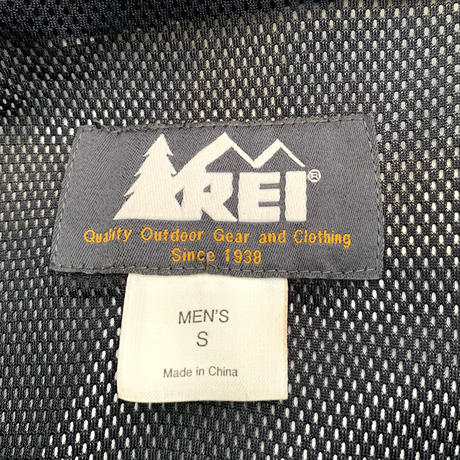 REI®
Quality Outdoor Gear and Clothing
Since 1938
MEN'S
S
Made in China